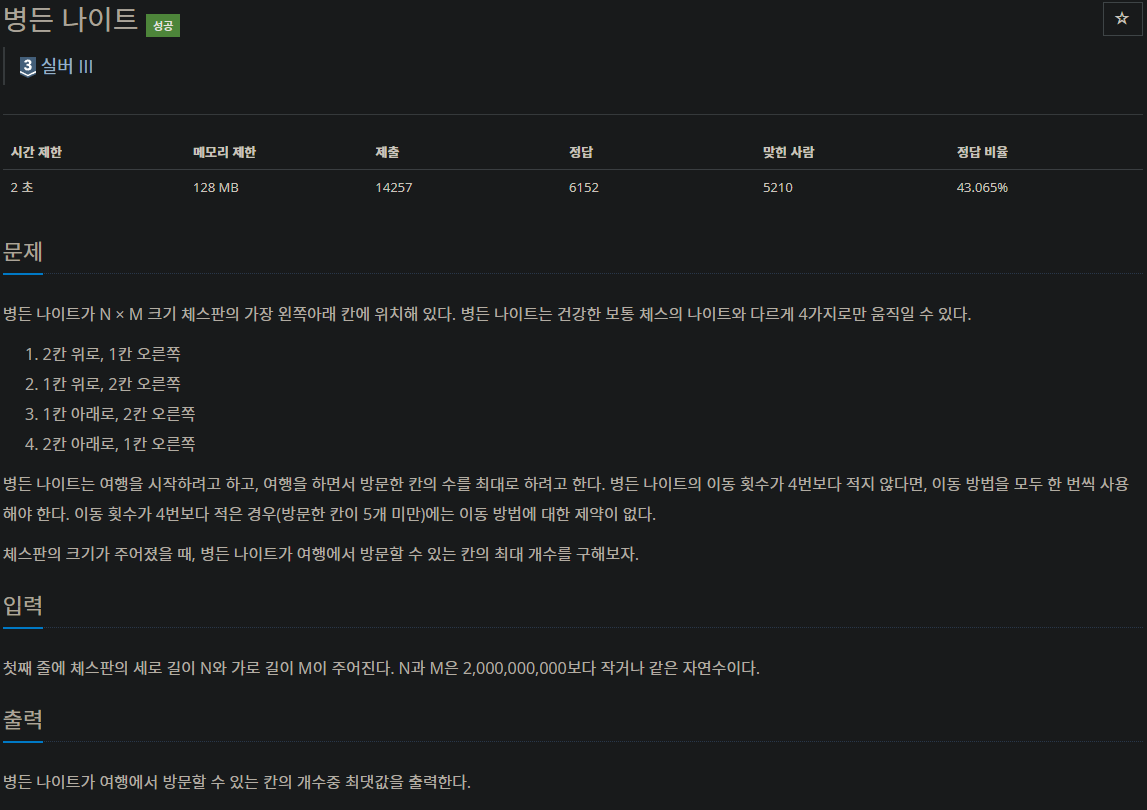 병든 나이트 성공
☆
3 실버 III
시간 제한 메모리 제한 제출 정답 맞힌 사람 정답 비율
2 초 128 MB 14257 6152 5210 43.065%
문제
병든 나이트가 N × M 크기 체스판의 가장 왼쪽아래 칸에 위치해 있다. 병든 나이트는 건강한 보통 체스의 나이트와 다르게 4가지로만 움직일 수 있다.
1. 2칸 위로, 1칸 오른쪽
2. 1칸 위로, 2칸 오른쪽
3. 1칸 아래로, 2칸 오른쪽
4. 2칸 아래로, 1칸 오른쪽
병든 나이트는 여행을 시작하려고 하고, 여행을 하면서 방문한 칸의 수를 최대로 하려고 한다. 병든 나이트의 이동 횟수가 4번보다 적지 않다면, 이동 방법을 모두 한 번씩 사용
해야 한다. 이동 횟수가 4번보다 적은 경우(방문한 칸이 5개 미만)에는 이동 방법에 대한 제약이 없다.
체스판의 크기가 주어졌을 때, 병든 나이트가 여행에서 방문할 수 있는 칸의 최대 개수를 구해보자.
입력
첫째 줄에 체스판의 세로 길이 N와 가로 길이 M이 주어진다. N과 M은 2,000,000,000보다 작거나 같은 자연수이다.
출력
병든 나이트가 여행에서 방문할 수 있는 칸의 개수중 최댓값을 출력한다.